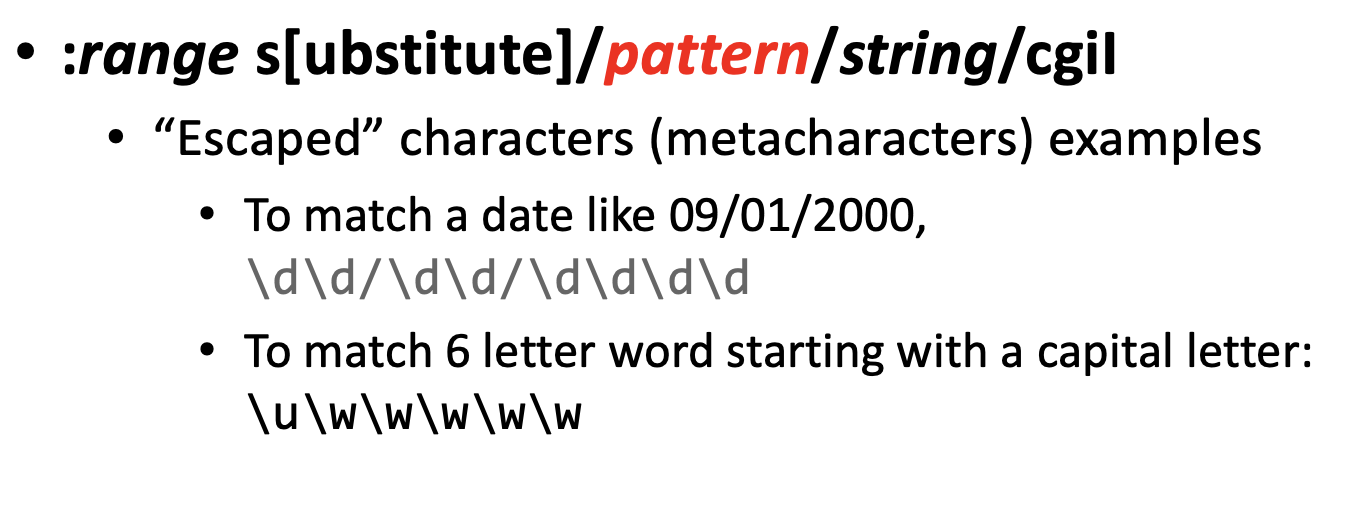 • :range s[ubstitute]/pattern/string/cgiI
• “Escaped” characters (metacharacters) examples
• To match a date like 09/01/2000,
\d\d/\d\d/\d\d\d\d
• To match 6 letter word starting with a capital letter:
\u\w\w\w\w\w